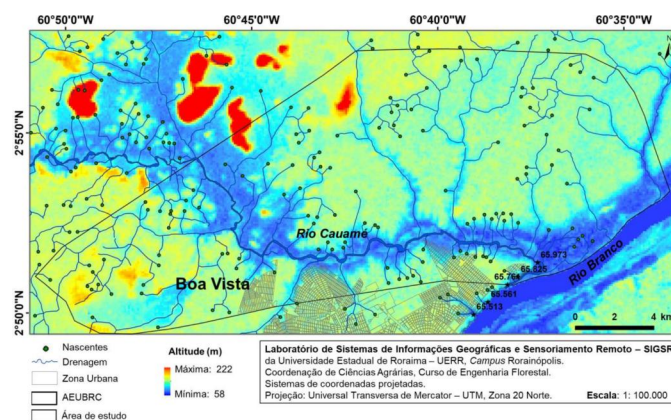 60°50'0"W 60°45'0"W 60°40'0"W 60°35'0"W
N
2°55'0"N
2°50'0"N
Rio Cauamé
Boa Vista
Rio Branco
65.973
65.825
65.561
65.513
0 2 4 km
Nascentes
Drenagem
Zona Urbana
AEUBRC
Área de estudo
Altitude (m)
Máxima: 222
Mínima: 58
Laboratório de Sistemas de Informações Geográficas e Sensoriamento Remoto – SIGSR
da Universidade Estadual de Roraima – UERR, Campus Rorainópolis.
Coordenação de Ciências Agrárias, Curso de Engenharia Florestal.
Sistemas de coordenadas projetadas.
Projeção: Universal Transversa de Mercator – UTM, Zona 20 Norte. Escala: 1: 100.000